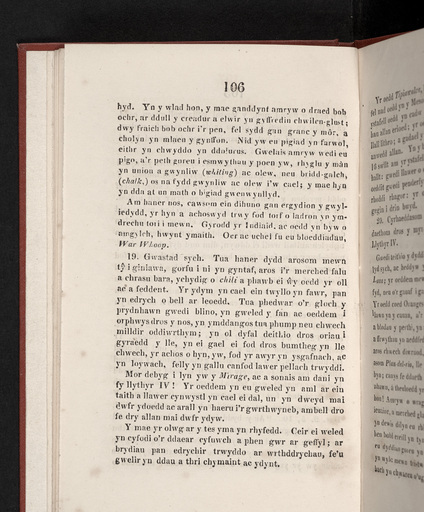 106
hyd. Yn y wlad hon, y mae ganddynt amryw o draed bob
ochr, ar ddull y creadur a elwir yn gyffredin chwilen-glust;
dwy fraich bob ochr i'r pen, fel sydd gan granc y môr, a
cholyn yn mlaen y gynffon. Nid yw eu pigiad yn farwol,
eithr yn chwyddo yn ddolurus. Gwelais amryw wedi eu
pigo, a'r peth goreu i esmwythau y poen yw, rhyglu y mân
yn union a gwynliw (whiting) ac olew, neu bridd-galch,
(chalk,) os na fydd gwynliw ac olew i'w cael; y mae hyn
yn dda at un math o bigiad gwenwynllyd.
Am haner nos, cawsom ein dihuno gan ergydion y gwyl-
iedydd, yr hyn a achoswyd trwy fod torf o ladron yn ym-
drechu tori i mewn. Gyrodd yr Indiaid, ac oedd yn byw o
amgylch, hwynt ymaith. Oer ac uchel fu eu bloeddiadau,
War Whoop.
19. Gwastad sych. Tua haner dydd arosom mewn
tŷ i giniawa, gorfu i ni yn gyntaf, aros i'r merched falu
a chrasu bara, ychydig o chili a phawb ei ŵy oedd yr oll
ac a feddent. Yr ydym yn cael ein twyllo yn fawr, pan
yn edrych o bell ar leoedd. Tua phedwar o'r gloch y
prydnhawn gwedi blino, yn gweled y fan ac oeddem i
orphwys dros y nos, yn ymddangos tua phump neu chwech
milldir oddiwrthym; yn ol dyfal deithio dros oriau i
gyraedd y lle, yn ei gael ei fod dros bumtheg yn lle
chwech, yr achos o hyn, yw, fod yr awyr yn ysgafnach, ac
yn loywach, felly yn gallu canfod lawer pellach trwyddi.
Mor debyg i lyn yw y Mirage, ac a sonais am dani yn
fy llythyr IV! Yr oeddem yn eu gweled yn aml ar ein
taith a llawer cynwystl yn cael ei dal, un yn dweyd mai
dwfr ydoedd ac arall yn haeru i'r gwrthwyneb, ambell dro
fe dry allan mai dwfr ydyw.
Y mae yr olwg ar y tes yma yn rhyfedd. Ceir ei weled
yn cyfodi o'r ddaear cyfuwch a phen gwr ar geffyl; ar
brydiau pan edrychir trwyddo ar wrthddrychau, fe'u
gwelir yn ddau a thri chymaint ac ydynt.